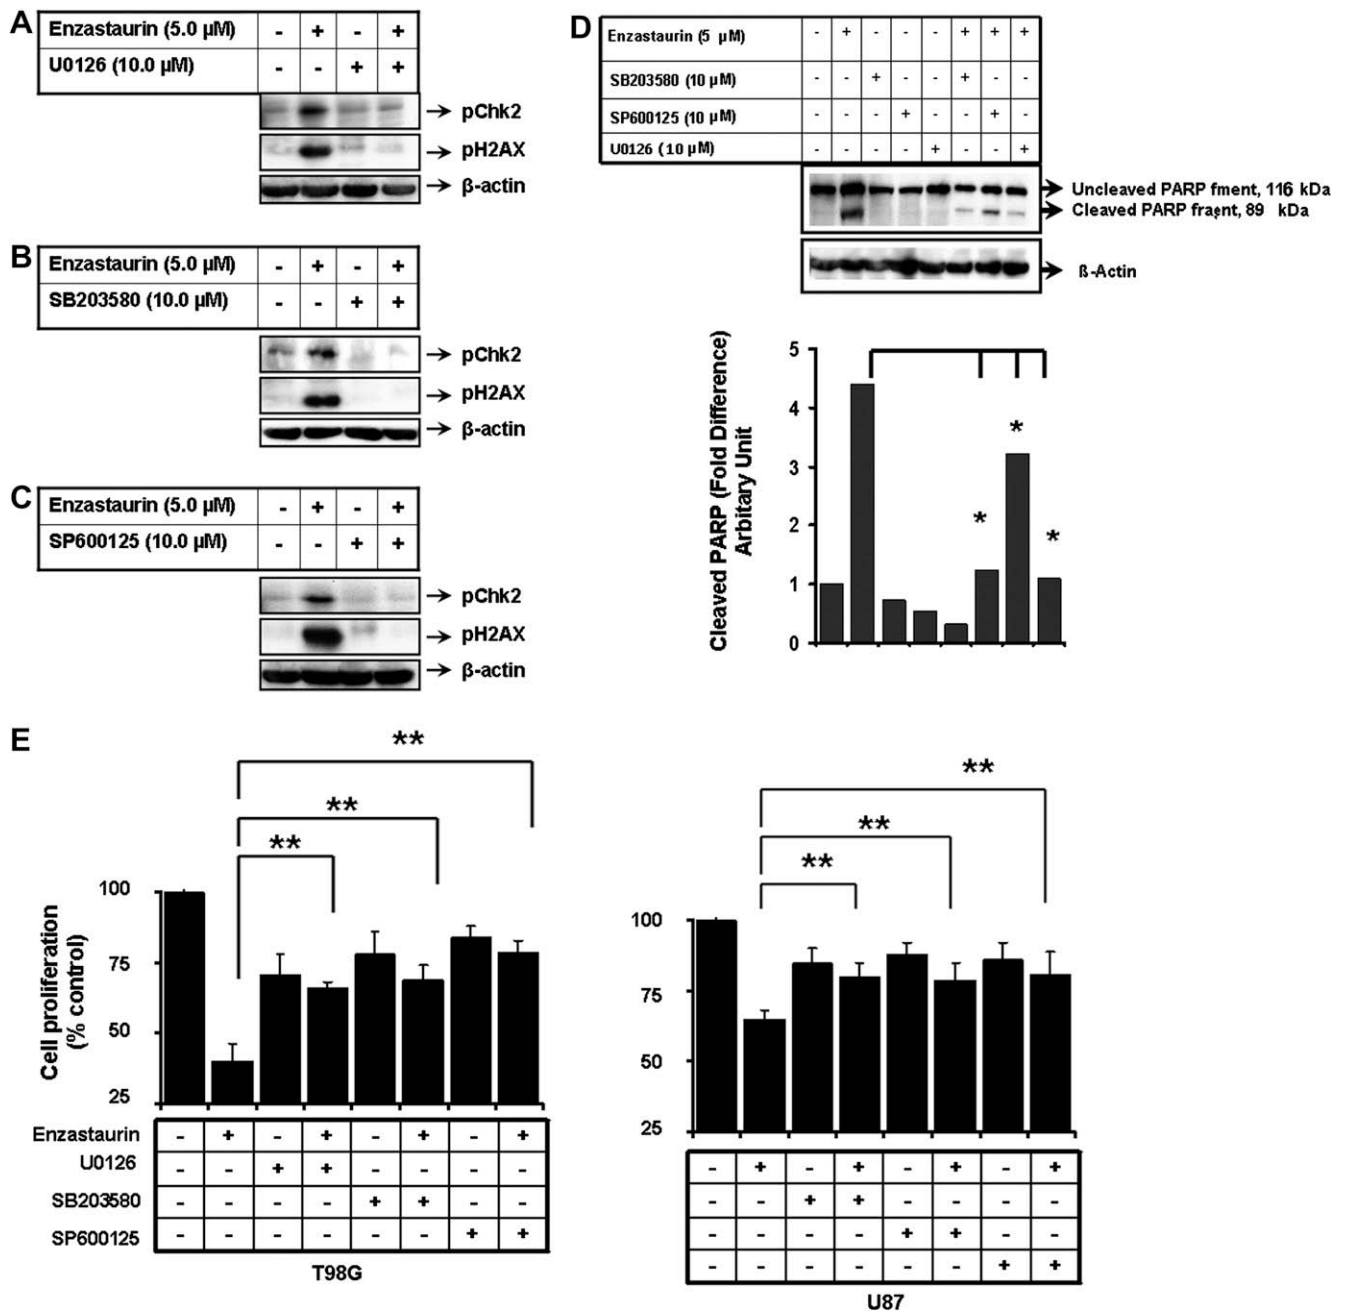 A
Enzastaurin (5.0 µM) - + - +
U0126 (10.0 µM) - - + +
pChk2
pH2AX
ß-actin
B
Enzastaurin (5.0 µM) - + - +
SB203580 (10.0 µM) - - + +
pChk2
pH2AX
ß-actin
C
Enzastaurin (5.0 µM) - + - +
SP600125 (10.0 µM) - - + +
pChk2
pH2AX
ß-actin
D
Enzastaurin (5 µM) - + - - - + + +
SB203580 (10 µM) - - + - - + - -
SP600125 (10 µM) - - - + - - + -
U0126 (10 µM) - - - - + - - +
Uncleaved PARP fment, 116 kDa
Cleaved PARP fraent, 89 kDa
ß-Actin
Cleaved PARP (Fold Difference)
Arbitary Unit
5
4
3
2
1
0
*
*
*
E
**
**
**
Cell proliferation
(% control)
100
75
50
25
Enzastaurin - + - + - + - +
U0126 - - + + - - - -
SB203580 - - - - + + - -
SP600125 - - - - - - + +
T98G
**
**
**
100
75
50
25
- + - + - + - +
- - + + - - - -
- - - - + + - -
- - - - - - + +
U87